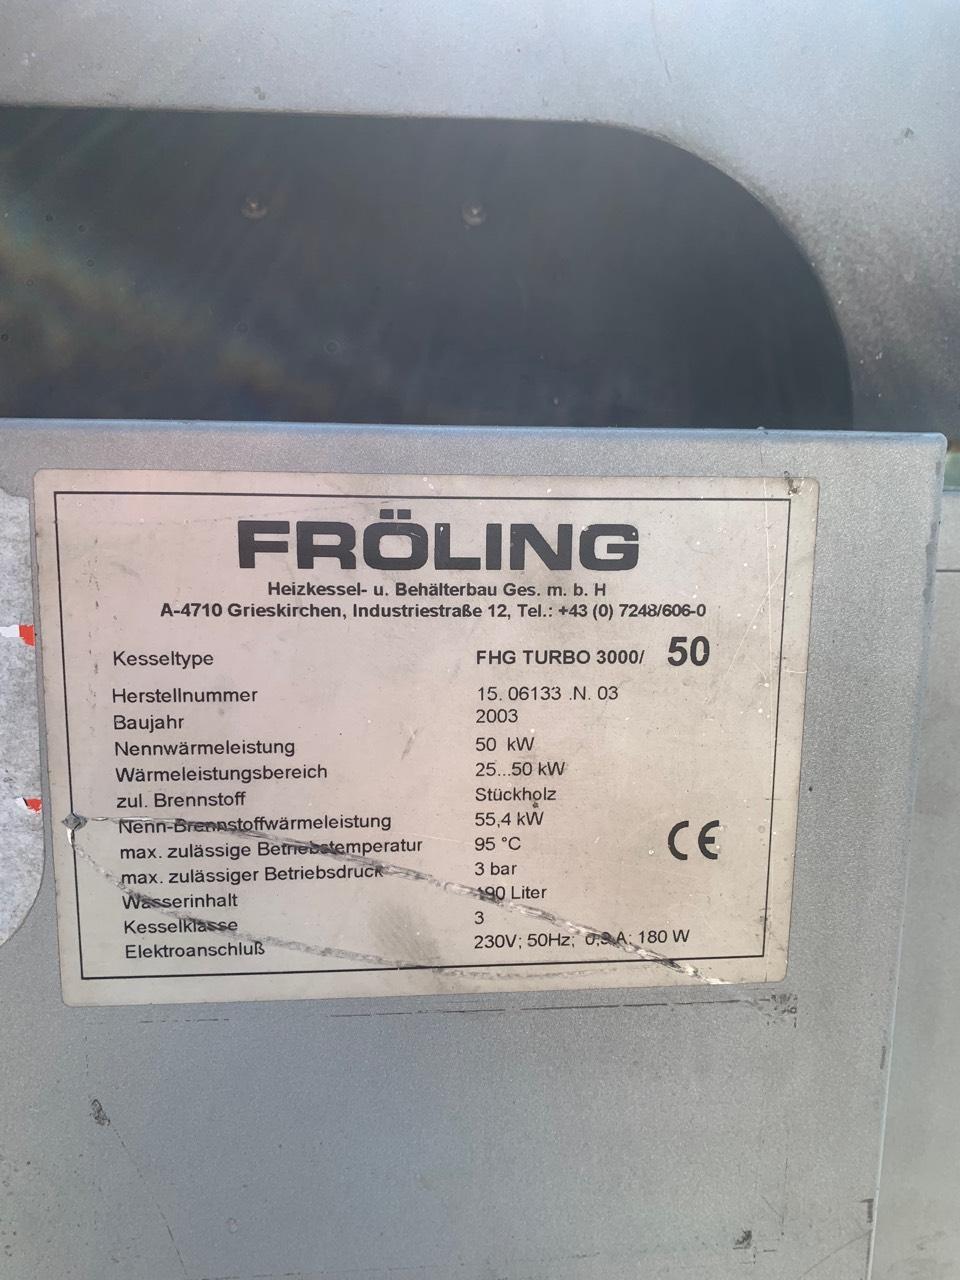 FRÖLING
Heizkessel- u. Behälterbau Ges. m. b. H
A-4710 Grieskirchen, Industriestraße 12, Tel.: +43 (0) 7248/606-0
Kesseltype FHG TURBO 3000/ 50
Herstellnummer 15. 06133 .N. 03
Baujahr 2003
Nennwärmeleistung 50 kW
Wärmeleistungsbereich 25...50 kW
zul. Brennstoff Stückholz
Nenn-Brennstoffwärmeleistung 55,4 kW
max. zulässige Betriebstemperatur 95 °C
max. zulässiger Betriebsdruck 3 bar
Wasserinhalt Liter
Kesselklasse 3
Elektroanschluß 230V; 50Hz; A; 180 W
CE